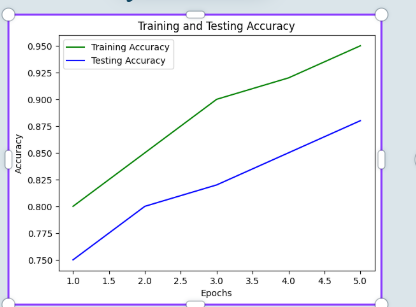 Training and Testing Accuracy
Training Accuracy
Testing Accuracy
0.950
0.925
0.900
0.875
0.850
0.825
0.800
0.775
0.750
Accuracy
1.0 1.5 2.0 2.5 3.0 3.5 4.0 4.5 5.0
Epochs